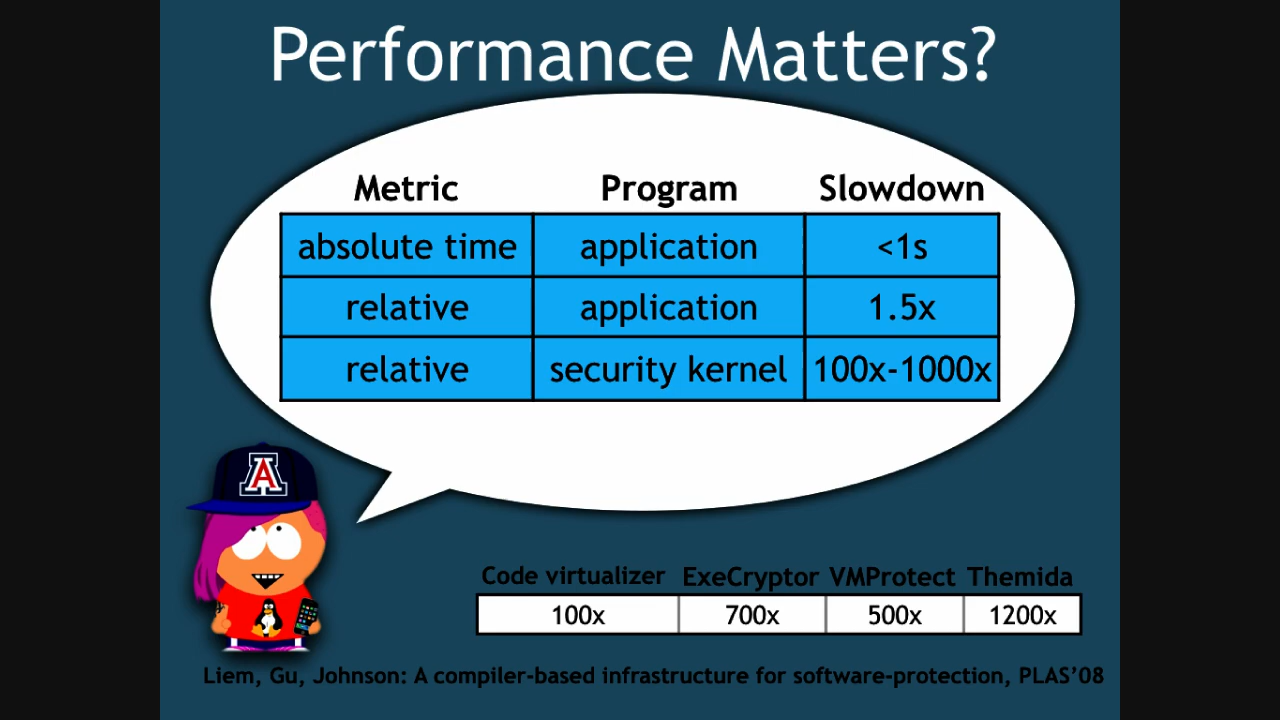 Performance Matters?
Metric Program Slowdown
absolute time application <1s
relative application 1.5x
relative security kernel 100x-1000x
A
Code virtualizer ExeCryptor VMProtect Themida
100x 700x 500x 1200x
Liem, Gu, Johnson: A compiler-based infrastructure for software-protection, PLAS’08